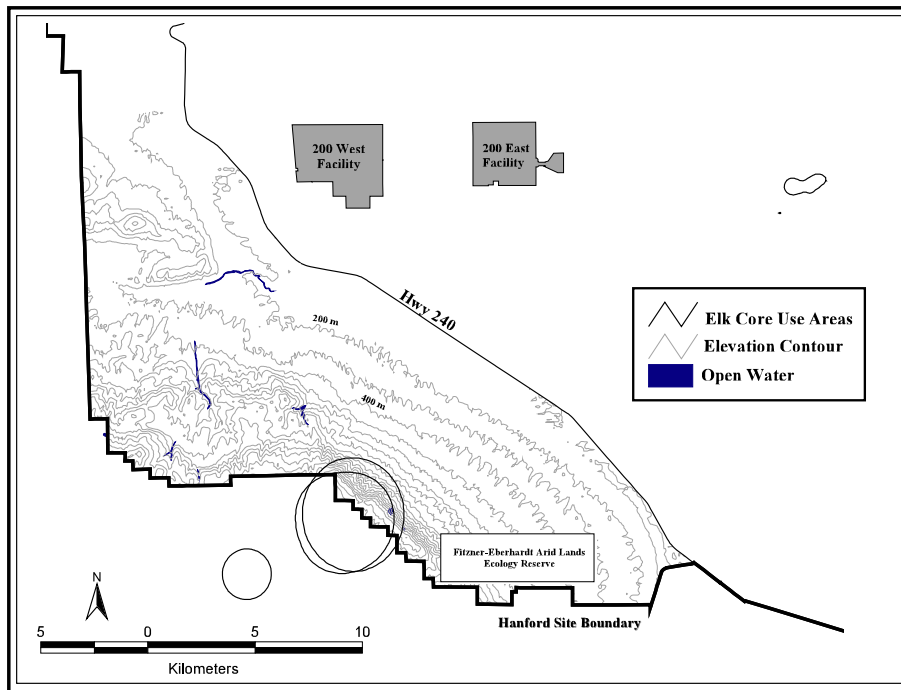 200 West
Facility
200 East
Facility
Hwy 240
200 m
400 m
Elk Core Use Areas
Elevation Contour
Open Water
Fitzner-Eberhardt Arid Lands
Ecology Reserve
Hanford Site Boundary
N
5 0 5 10
Kilometers